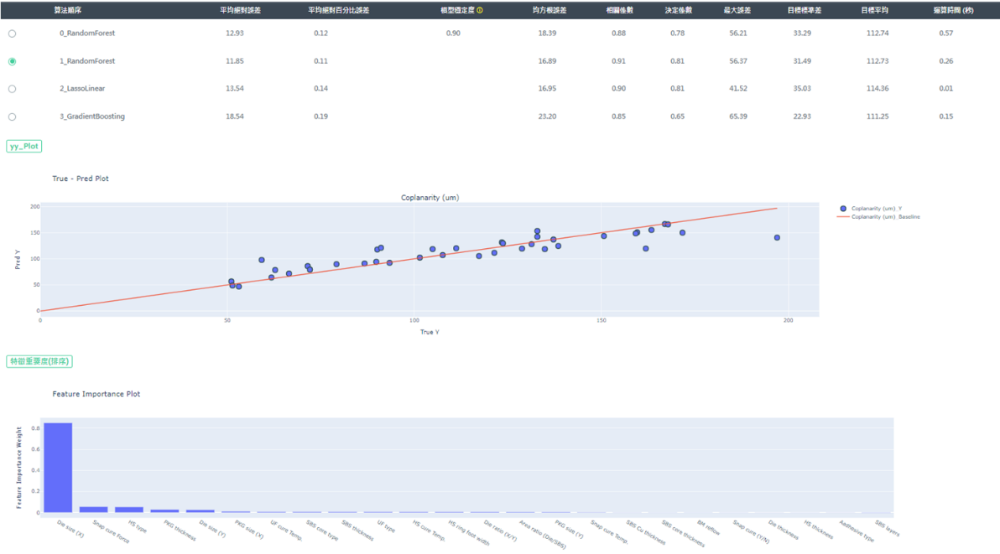 算法順序 平均絕對誤差 平均絕對百分比誤差 模型穩定度 均方根誤差 相關係數 決定係數 最大誤差 目標標準差 目標平均 運算時間 (秒)
0_RandomForest 12.93 0.12 0.90 18.39 0.88 0.78 56.21 33.29 112.74 0.57
1_RandomForest 11.85 0.11 16.89 0.91 0.81 56.37 31.49 112.73 0.26
2_LassoLinear 13.54 0.14 16.95 0.90 0.81 41.52 35.03 114.36 0.01
3_GradientBoosting 18.54 0.19 23.20 0.85 0.65 65.39 22.93 111.25 0.15
yy_Plot
True - Pred Plot
Coplanarity (um)
Coplanarity (um)_Y
Coplanarity (um)_Baseline
Pred Y
200
150
100
50
0
0 50 100 150 200
True Y
特徵重要度(排序)
Feature Importance Plot
Feature Importance Weight
0.8
0.6
0.4
0.2
0
Die size (X)
Snap cure Force
HS type
PKG thickness
Die size (Y)
PKG size (X)
UF cure Temp.
SBS core type
SBS thickness
UF type
HS cure Temp.
HS ring foot width
Die ratio (X/Y)
Area ratio (Die/SBS)
PKG size (Y)
Snap cure Temp.
SBS Cu thickness
SBS core thickness
BM reflow
Snap cure (Y/N)
Die thickness
HS thickness
Aadhesive type
SBS layers